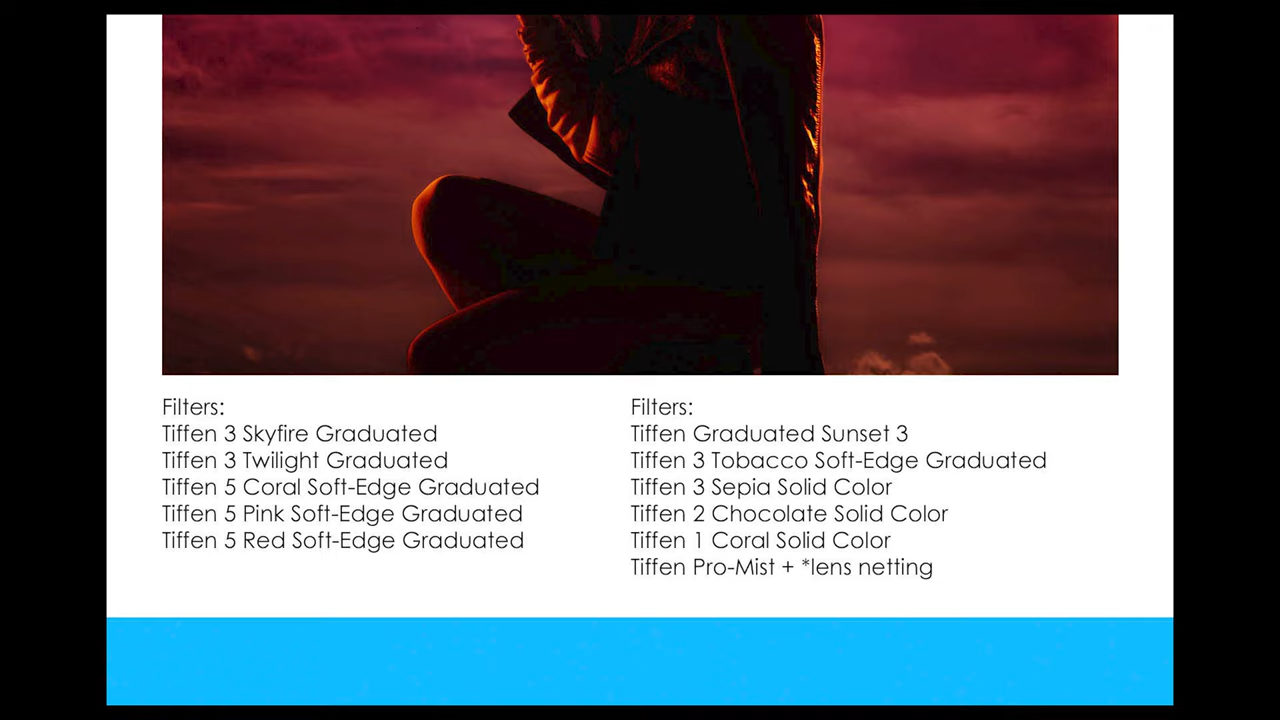 Filters:
Tiffen 3 Skyfire Graduated
Tiffen 3 Twilight Graduated
Tiffen 5 Coral Soft-Edge Graduated
Tiffen 5 Pink Soft-Edge Graduated
Tiffen 5 Red Soft-Edge Graduated
Filters:
Tiffen Graduated Sunset 3
Tiffen 3 Tobacco Soft-Edge Graduated
Tiffen 3 Sepia Solid Color
Tiffen 2 Chocolate Solid Color
Tiffen 1 Coral Solid Color
Tiffen Pro-Mist + *lens netting